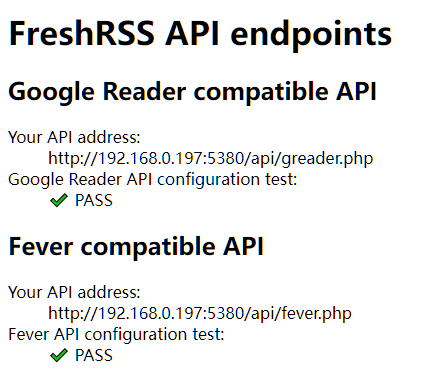 FreshRSS API endpoints
Google Reader compatible API
Your API address:
http://192.168.0.197:5380/api/greader.php
Google Reader API configuration test:
✔ PASS
Fever compatible API
Your API address:
http://192.168.0.197:5380/api/fever.php
Fever API configuration test:
✔ PASS